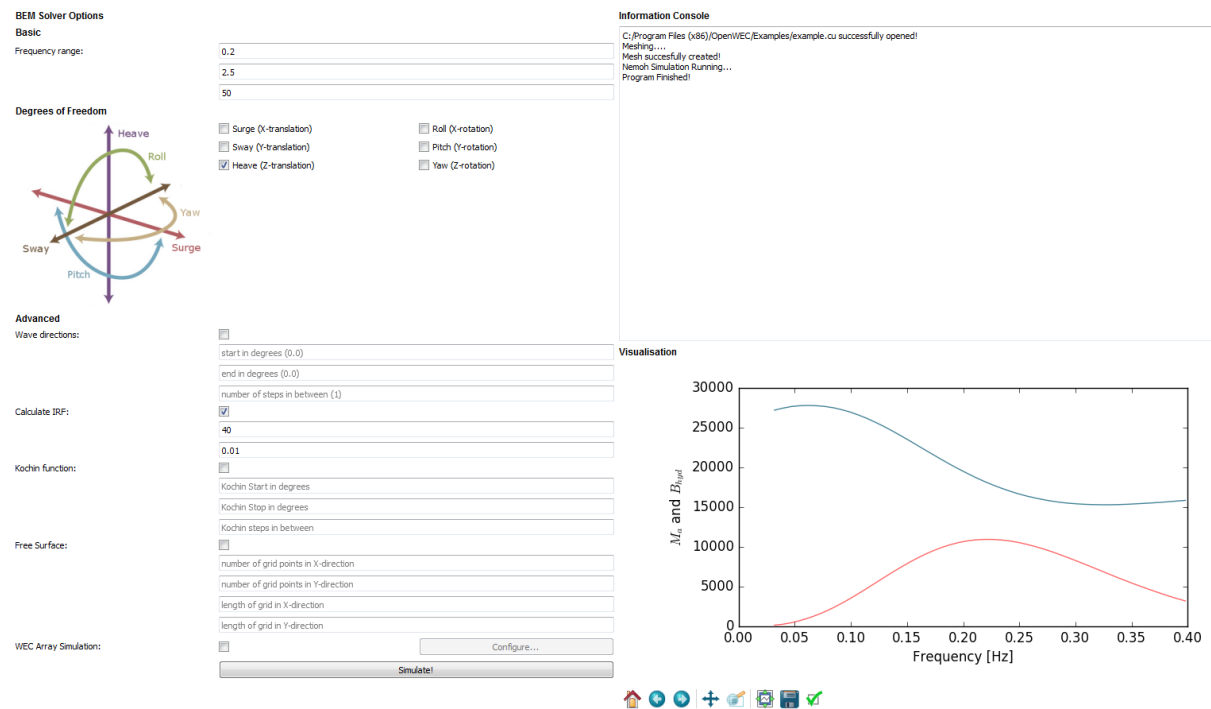 BEM Solver Options
Basic
Frequency range:
0.2
2.5
50
Degrees of Freedom
Heave
Roll
Yaw
Sway
Surge
Pitch
Surge (X-translation)
Roll (X-rotation)
Sway (Y-translation)
Pitch (Y-rotation)
Heave (Z-translation)
Yaw (Z-rotation)
Advanced
Wave directions:
start in degrees (0.0)
end in degrees (0.0)
number of steps in between (1)
Calculate IRF:
40
0.01
Kochin function:
Kochin Start in degrees
Kochin Stop in degrees
Kochin steps in between
Free Surface:
number of grid points in X-direction
number of grid points in Y-direction
length of grid in X-direction
length of grid in Y-direction
WEC Array Simulation:
Configure...
Simulate!
Information Console
C:/Program Files (x86)/OpenWEC/Examples/example.cu successfully opened!
Meshing....
Mesh succesfully created!
Nemoh Simulation Running...
Program Finished!
Visualisation
30000
25000
20000
15000
10000
5000
0
M_a and B_hyd
0.00 0.05 0.10 0.15 0.20 0.25 0.30 0.35 0.40
Frequency [Hz]